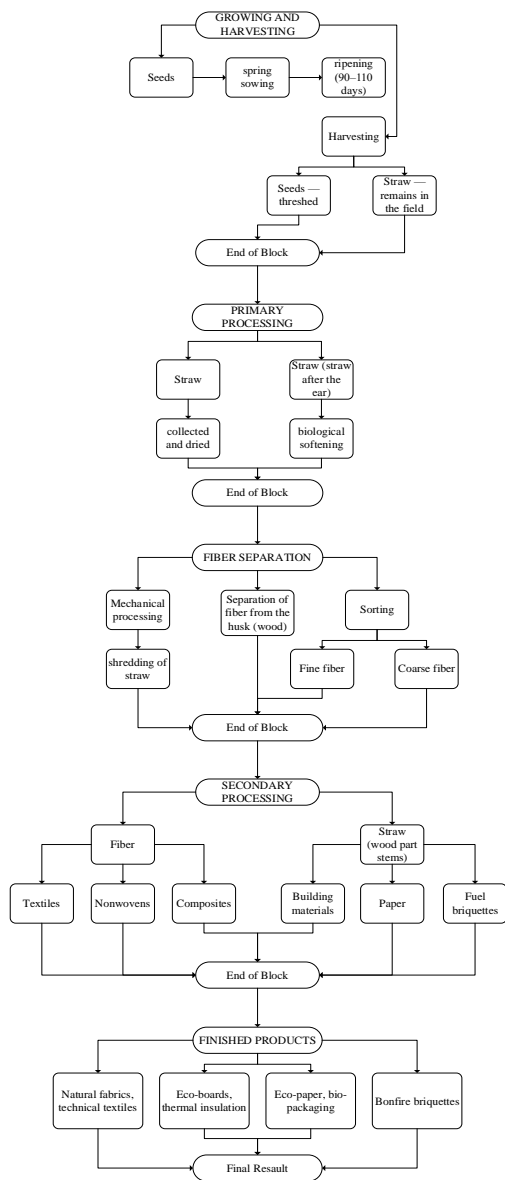 GROWING AND
HARVESTING
Seeds
spring
sowing
ripening
(90–110
days)
Harvesting
Seeds —
threshed
Straw —
remains in
the field
End of Block
PRIMARY
PROCESSING
Straw
Straw (straw
after the
ear)
collected
and dried
biological
softening
End of Block
FIBER SEPARATION
Mechanical
processing
Separation of
fiber from the
husk (wood)
Sorting
shredding of
straw
Fine fiber
Coarse fiber
End of Block
SECONDARY
PROCESSING
Fiber
Straw
(wood part
stems)
Textiles
Nonwovens
Composites
Building
materials
Paper
Fuel
briquettes
End of Block
FINISHED PRODUCTS
Natural fabrics,
technical textiles
Eco-boards,
thermal insulation
Eco-paper, bio-
packaging
Bonfire briquettes
Final Resault